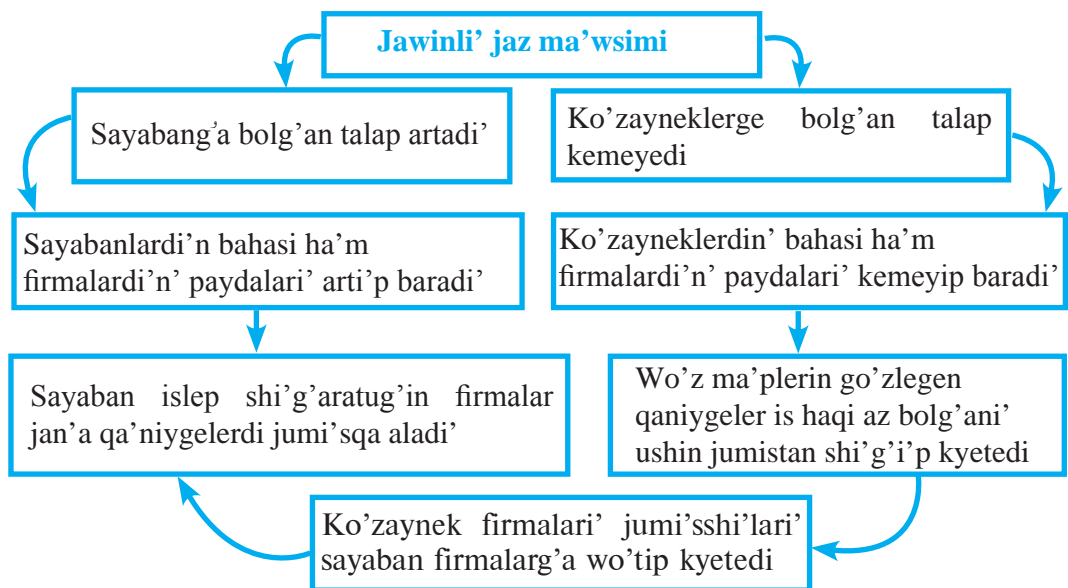 Jawinli’ jaz ma’wsimi
Sayabang’a bolg’an talap artadi’
Ko’zayneklerge bolg’an talap
kemeyedi
Sayabanlardi’n bahasi ha’m
firmalardi’n’ paydalari’ arti’p baradi’
Ko’zayneklerdin’ bahasi ha’m
firmalardi’n’ paydalari’ kemeyip baradi’
Sayaban islep shi’g’aratug’in firmalar
jan’a qa’niygelerdi jumi’sqa aladi’
Wo’z ma’plerin go’zlegen
qaniygeler is haqi az bolg’ani’
ushin jumistan shi’g’i’p kyetedi
Ko’zaynek firmalari’ jumi’sshi’lari’
sayaban firmalarg’a wo’tip kyetedi